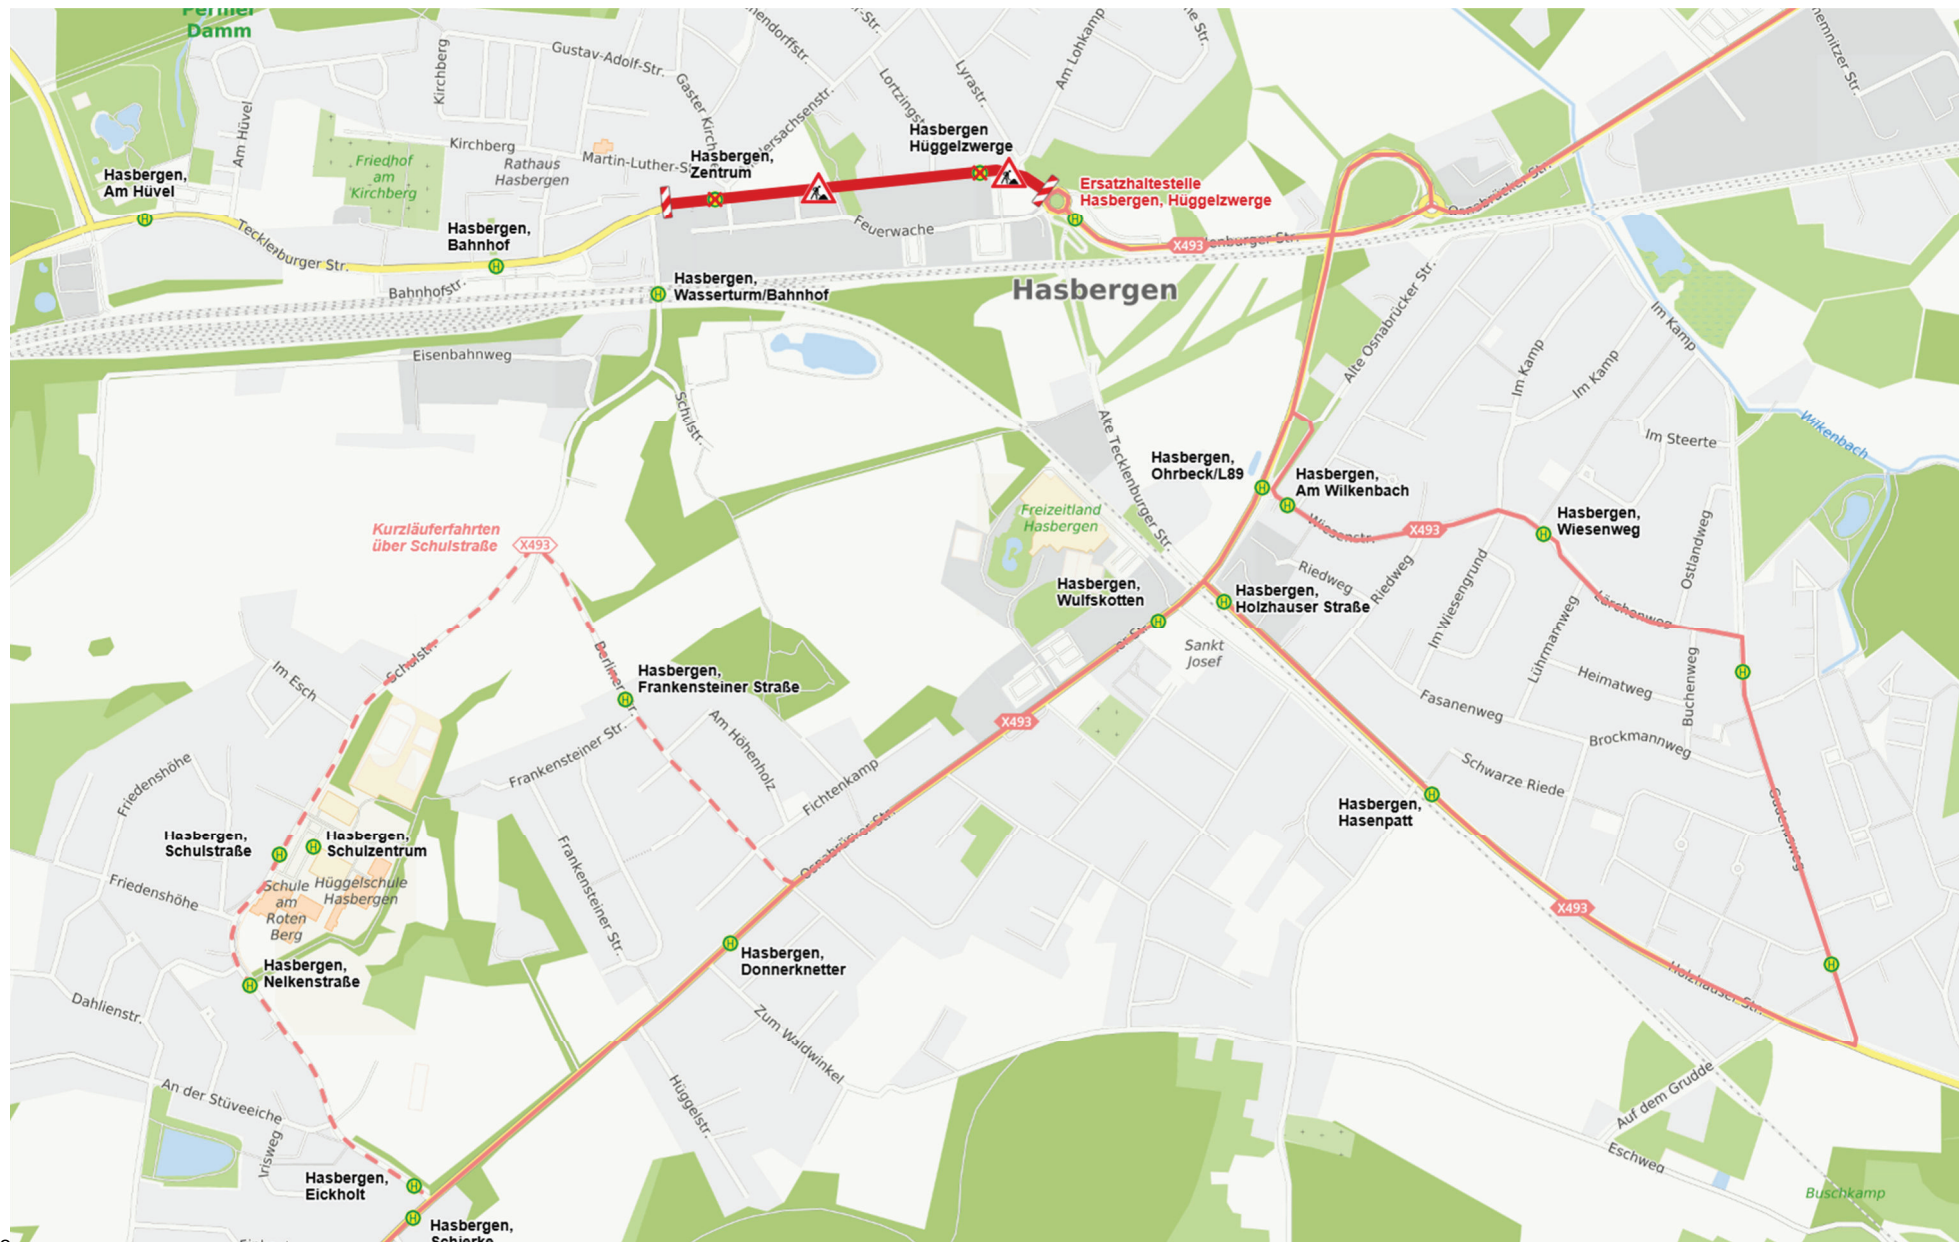 Permer
Damm
Gustav-Adolf-Str.
Kirchberg
Am Hüvel
Kirchberg
Friedhof
am
Kirchberg
Rathaus
Hasbergen
Martin-Luther-St
Gaster Kirch
Lyrastr.
Am Lohkamp
Hasbergen,
Am Hüvel
Hasbergen,
Zentrum
Hasbergen
Hüggelzwerge
Ersatzhaltestelle
Hasbergen, Hüggelzwerge
Osnabrücker Str.
Tecklenburger Str.
Hasbergen,
Bahnhof
Feuerwache
X493
enburger Str.
Bahnhofstr.
Hasbergen,
Wasserturm/Bahnhof
Hasbergen
Eisenbahnweg
Schulstr.
Alte Osnabrücker Str.
Im Kamp
Im Kamp
Im Kamp
Im Steerte
Wilkenbach
Alte Tecklenburger Str.
Hasbergen,
Ohrbeck/L89
Hasbergen,
Am Wilkenbach
Hasbergen,
Wiesenweg
Wiesenstr.
X493
Freizeitland
Hasbergen
Kurzläuferfahrten
über Schulstraße
X493
Riedweg
Riedweg
Im Wiesengrund
Ostlandweg
Lärchenweg
Hasbergen,
Wulfskotten
Hasbergen,
Holzhauser Straße
Sankt
Josef
Lührmannweg
Heimatweg
Buchenweg
Fasanenweg
Brockmannweg
Schwarze Riede
Schulstr.
Im Esch
Berliner
Hasbergen,
Frankensteiner Straße
Am Höhenholz
Frankensteiner Str.
Fichtenkamp
X493
Osnabrücker Str.
Friedenshöhe
Hasbergen,
Schulstraße
Hasbergen,
Schulzentrum
Schule
am
Roten
Berg
Hüggelschule
Hasbergen
Friedenshöhe
Frankensteiner Str.
Hasbergen,
Hasenpatt
Gadensweg
X493
Holzhauser Str.
Hasbergen,
Nelkenstraße
Hasbergen,
Donnerknetter
Dahlienstr.
Zum Waldwinkel
An der Stüveeiche
Irisweg
Hüggelstr.
Auf dem Grudde
Eschweg
Buschkamp
Hasbergen,
Eickholt
Hasbergen,
Schierke